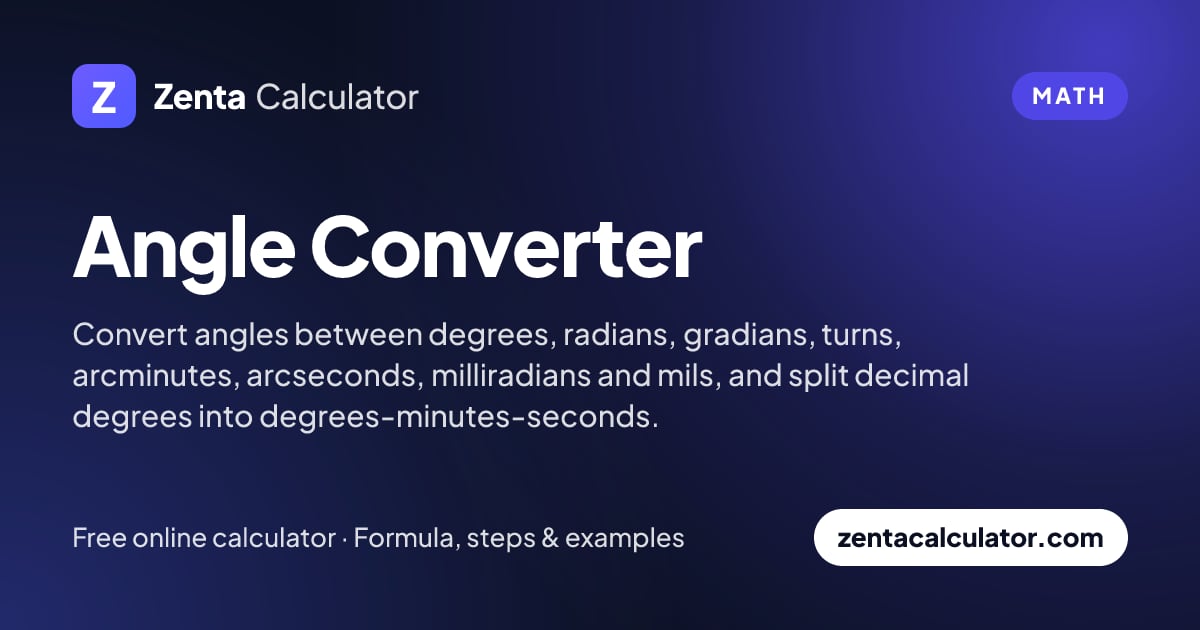 Z Zenta Calculator
MATH
Angle Converter
Convert angles between degrees, radians, gradians, turns,
arcminutes, arcseconds, milliradians and mils, and split decimal
degrees into degrees-minutes-seconds.
Free online calculator · Formula, steps & examples
zentacalculator.com